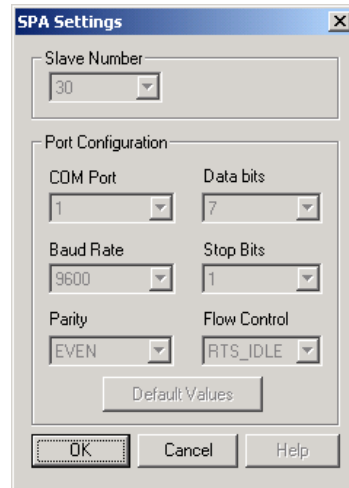 SPA Settings
Slave Number
30
Port Configuration
COM Port Data bits
1 7
Baud Rate Stop Bits
9600 1
Parity Flow Control
EVEN RTS_IDLE
Default Values
OK Cancel Help